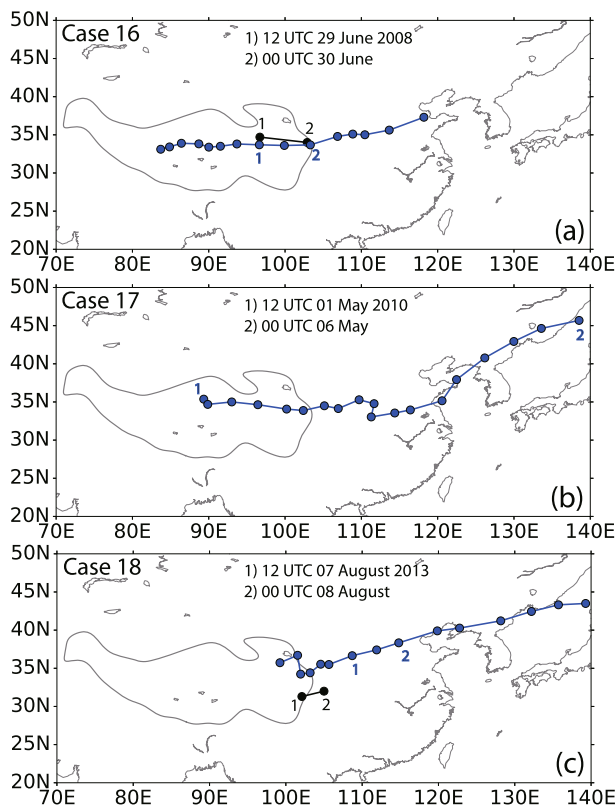 50N
Case 16
1) 12 UTC 29 June 2008
2) 00 UTC 30 June
45N
40N
1
2
35N
1
2
30N
25N
(a)
20N
70E 80E 90E 100E 110E 120E 130E 140E
50N
Case 17
1) 12 UTC 01 May 2010
2) 00 UTC 06 May
45N
2
40N
1
35N
30N
25N
(b)
20N
70E 80E 90E 100E 110E 120E 130E 140E
50N
Case 18
1) 12 UTC 07 August 2013
2) 00 UTC 08 August
45N
40N
1
2
35N
1
2
30N
25N
(c)
20N
70E 80E 90E 100E 110E 120E 130E 140E